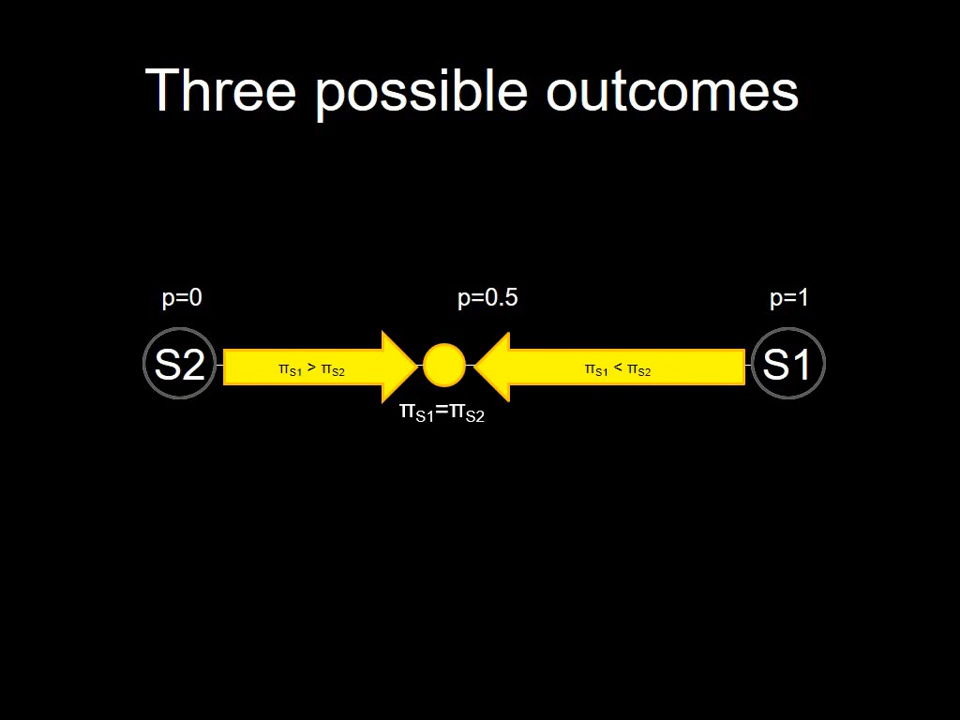 Three possible outcomes
p=0 p=0.5 p=1
S2 πS1 > πS2 πS1 < πS2 S1
πS1=πS2